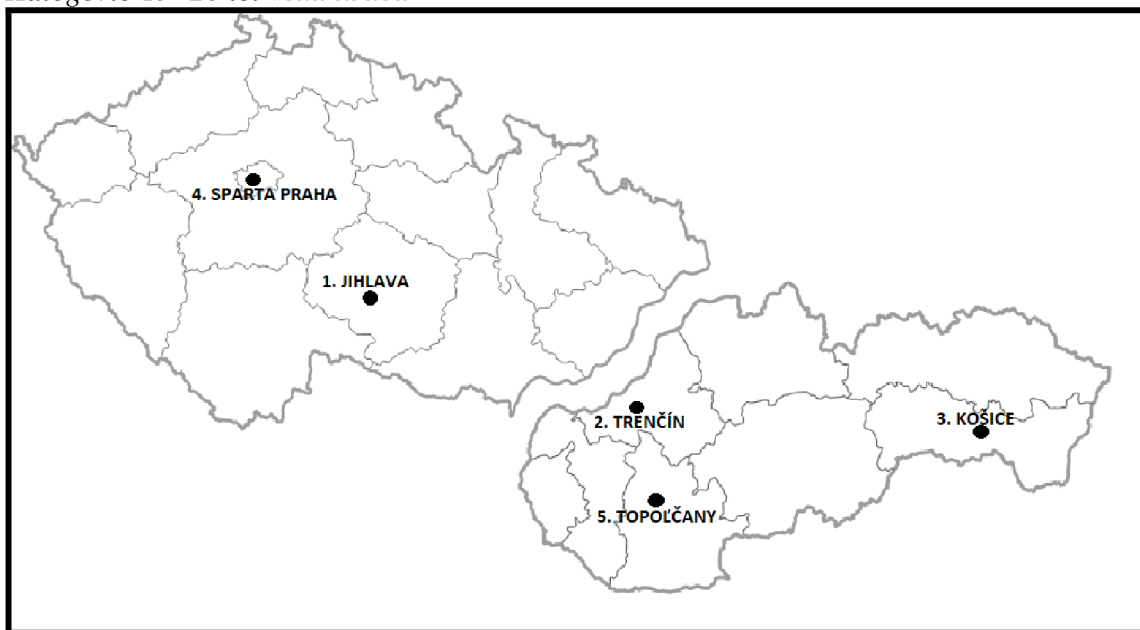 4. SPARTA PRAHA
1. JIHLAVA
2. TRENČÍN
3. KOŠICE
5. TOPOĽČANY